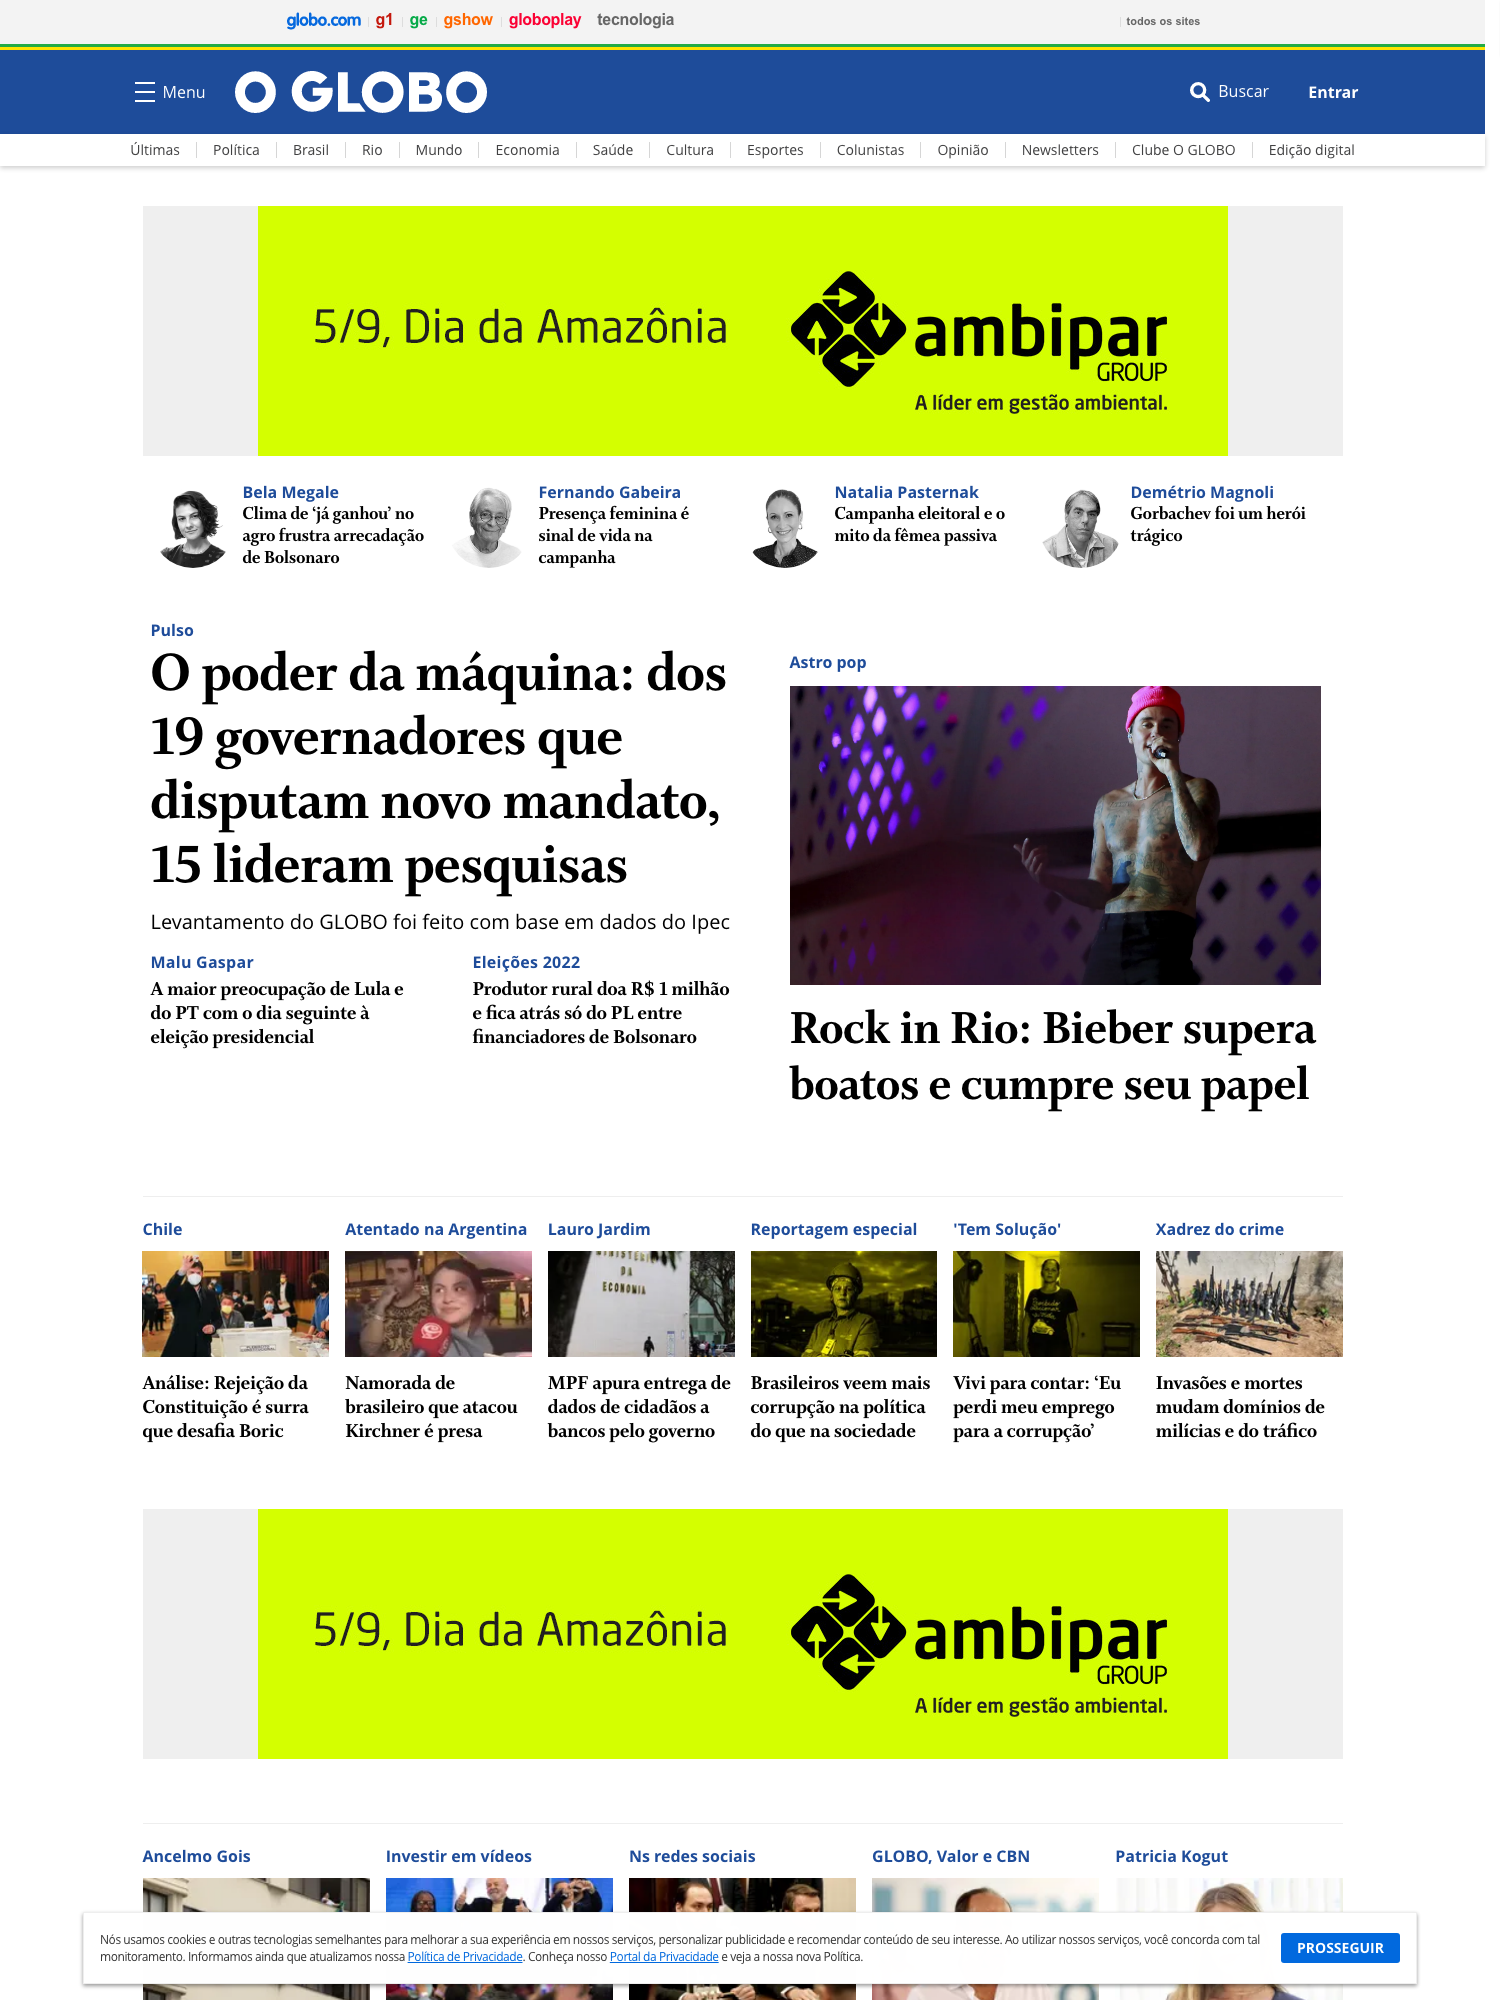 globo.com g1 ge gshow globoplay tecnologia todos os sites
Menu O GLOBO Buscar Entrar
Últimas Política Brasil Rio Mundo Economia Saúde Cultura Esportes Colunistas Opinião Newsletters Clube O GLOBO Edição digital
5/9, Dia da Amazônia
ambipar
GROUP
A líder em gestão ambiental.
Bela Megale
Clima de ‘já ganhou’ no
agro frustra arrecadação
de Bolsonaro
Fernando Gabeira
Presença feminina é
sinal de vida na
campanha
Natalia Pasternak
Campanha eleitoral e o
mito da fêmea passiva
Demétrio Magnoli
Gorbachev foi um herói
trágico
Pulso
O poder da máquina: dos
19 governadores que
disputam novo mandato,
15 lideram pesquisas
Levantamento do GLOBO foi feito com base em dados do Ipec
Malu Gaspar
A maior preocupação de Lula e
do PT com o dia seguinte à
eleição presidencial
Eleições 2022
Produtor rural doa R$ 1 milhão
e fica atrás só do PL entre
financiadores de Bolsonaro
Astro pop
Rock in Rio: Bieber supera
boatos e cumpre seu papel
Chile
Análise: Rejeição da
Constituição é surra
que desafia Boric
Atentado na Argentina
Namorada de
brasileiro que atacou
Kirchner é presa
Lauro Jardim
MINISTÉRIO
DA
ECONOMIA
MPF apura entrega de
dados de cidadãos a
bancos pelo governo
Reportagem especial
Brasileiros veem mais
corrupção na política
do que na sociedade
'Tem Solução'
Vivi para contar: ‘Eu
perdi meu emprego
para a corrupção’
Xadrez do crime
Invasões e mortes
mudam domínios de
milícias e do tráfico
5/9, Dia da Amazônia
ambipar
GROUP
A líder em gestão ambiental.
Ancelmo Gois
Investir em vídeos
Ns redes sociais
GLOBO, Valor e CBN
Patricia Kogut
Nós usamos cookies e outras tecnologias semelhantes para melhorar a sua experiência em nossos serviços, personalizar publicidade e recomendar conteúdo de seu interesse. Ao utilizar nossos serviços, você concorda com tal
monitoramento. Informamos ainda que atualizamos nossa Política de Privacidade. Conheça nosso Portal da Privacidade e veja a nossa nova Política.
PROSSEGUIR